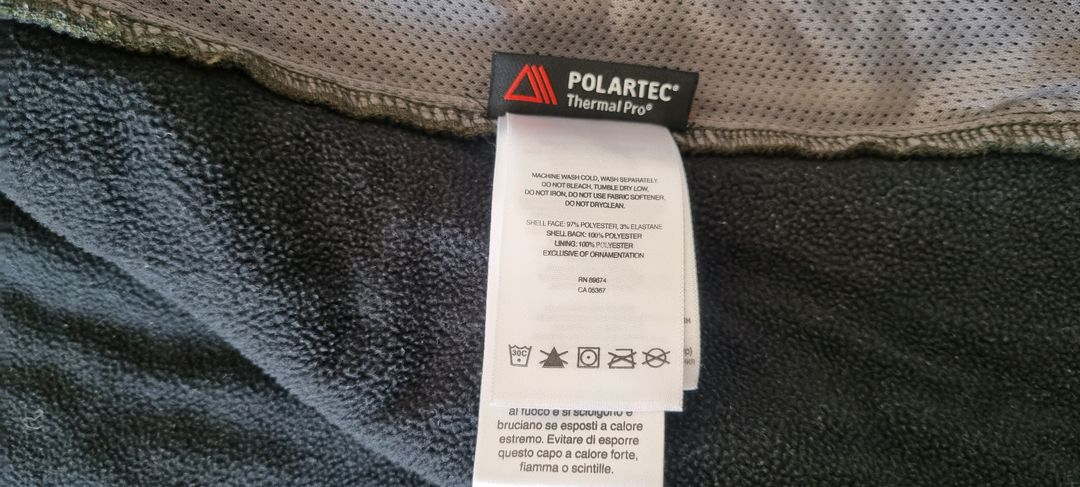 POLARTEC®
Thermal Pro®
MACHINE WASH COLD, WASH SEPARATELY.
DO NOT BLEACH, TUMBLE DRY LOW,
DO NOT IRON, DO NOT USE FABRIC SOFTENER.
DO NOT DRYCLEAN.
SHELL FACE: 97% POLYESTER, 3% ELASTANE
SHELL BACK: 100% POLYESTER
LINING: 100% POLYESTER
EXCLUSIVE OF ORNAMENTATION
RN 89674
CA 05367
30C
al fuoco e si sciolgono e
bruciano se esposti a calore
estremo. Evitare di esporre
questo capo a calore forte,
fiamma o scintille.